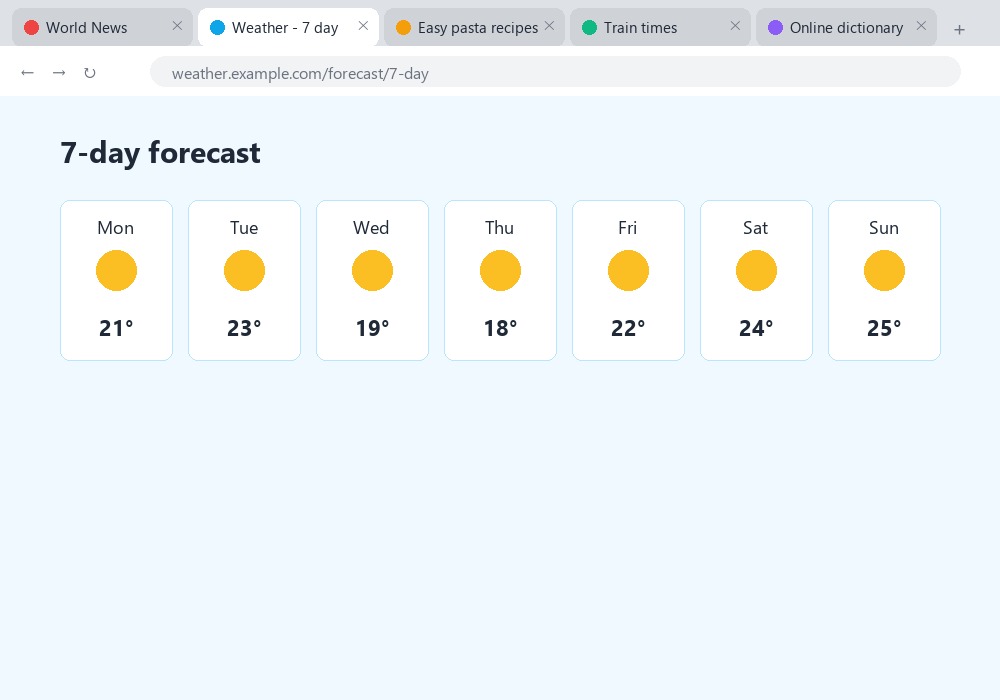 World News × Weather - 7 day × Easy pasta recipes × Train times × Online dictionary × +
← → ↻ weather.example.com/forecast/7-day
7-day forecast
Mon Tue Wed Thu Fri Sat Sun
21° 23° 19° 18° 22° 24° 25°